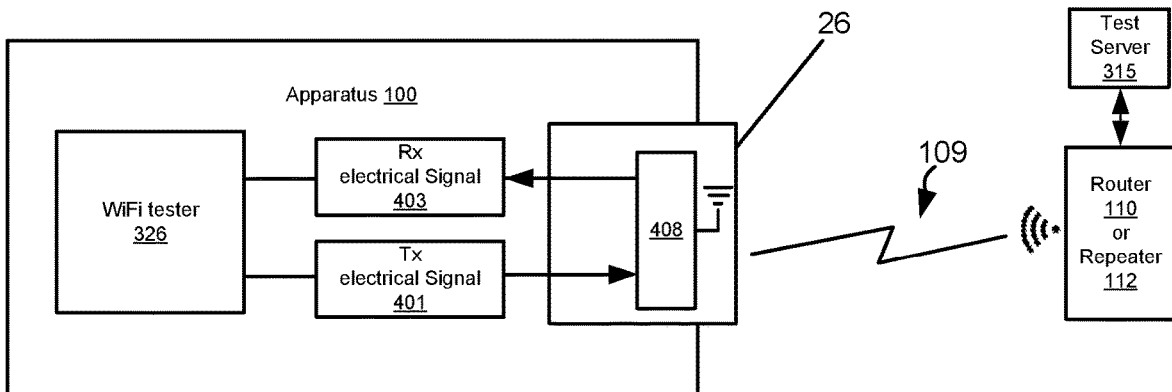 26
Test
Server
315
Apparatus 100
109
WiFi tester
326
Rx
electrical Signal
403
Tx
electrical Signal
401
408
Router
110
or
Repeater
112